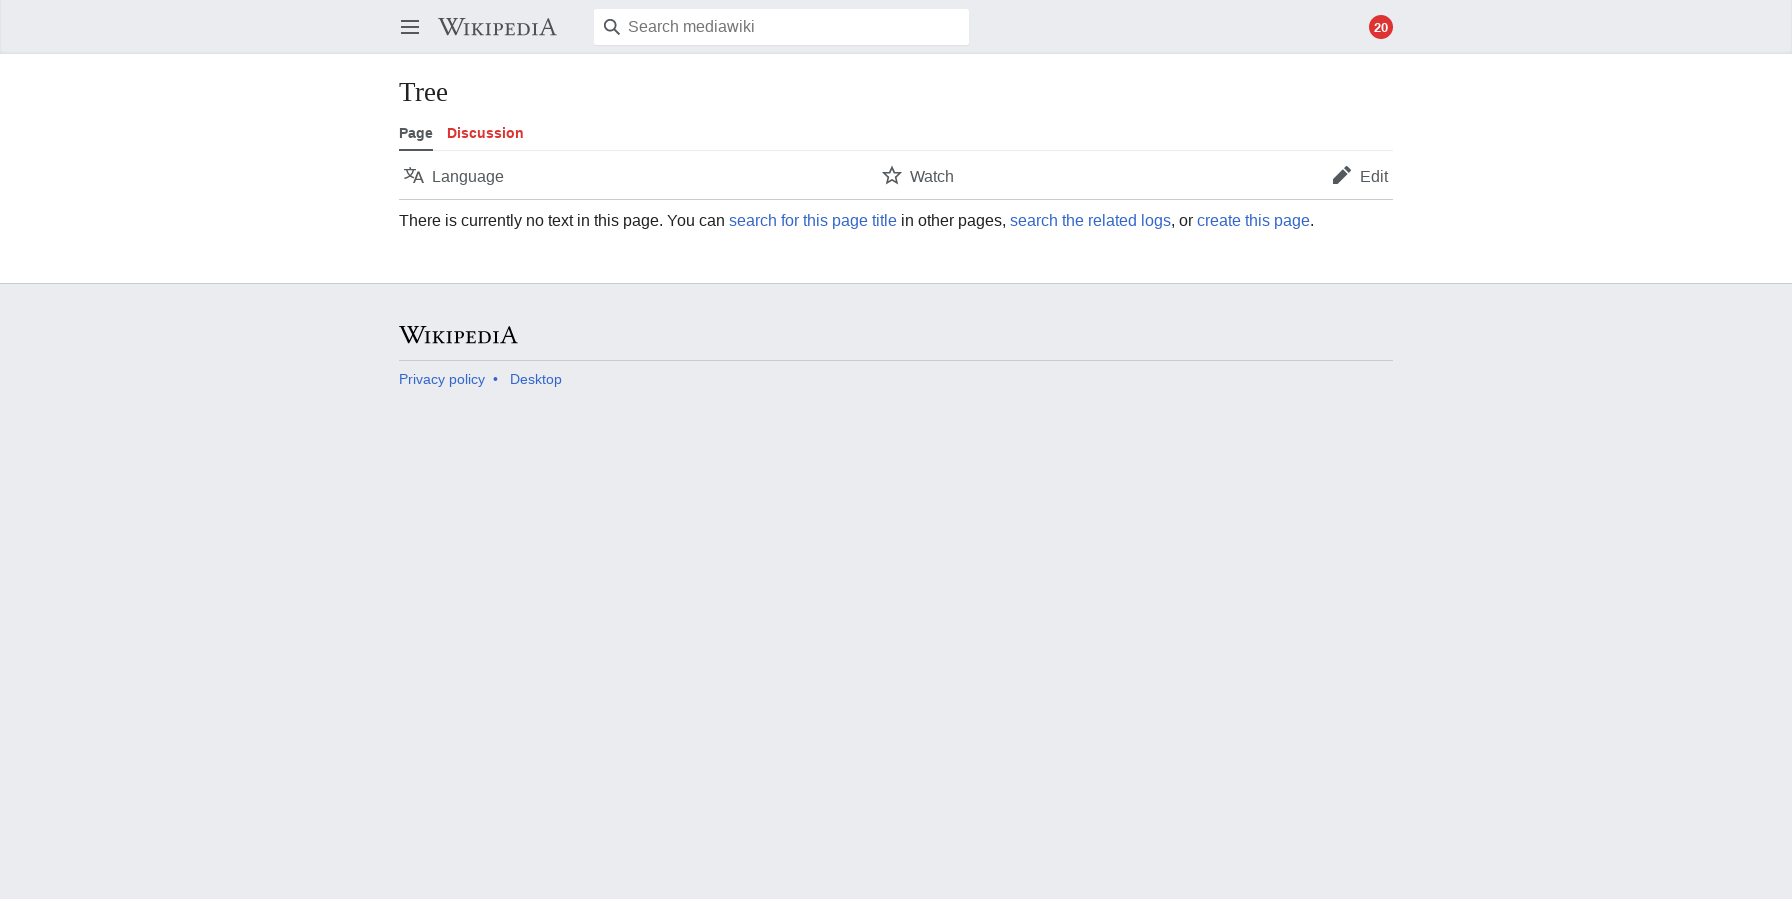 WIKIPEDIA
Search mediawiki
20
Tree
Page Discussion
Language
Watch
Edit
There is currently no text in this page. You can search for this page title in other pages, search the related logs, or create this page.
WIKIPEDIA
Privacy policy • Desktop